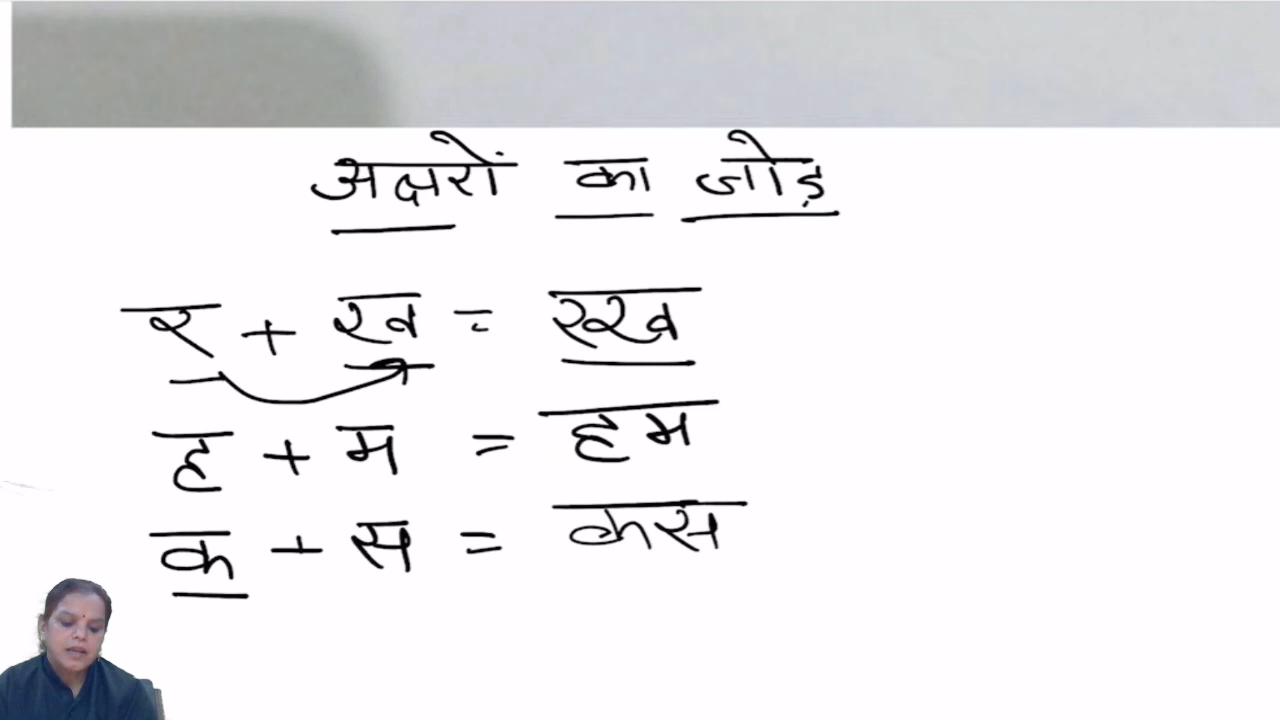 अक्षरों का जोड़
र + ख = रख
ह + म = हम
क + स = कस